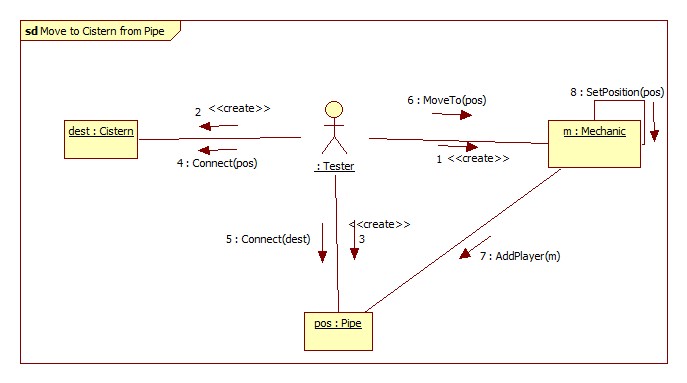 sd Move to Cistern from Pipe
8 : SetPosition(pos)
6 : MoveTo(pos)
2 <<create>>
dest : Cistern
m : Mechanic
4 : Connect(pos)
: Tester
1 <<create>>
<<create>>
3
5 : Connect(dest)
7 : AddPlayer(m)
pos : Pipe